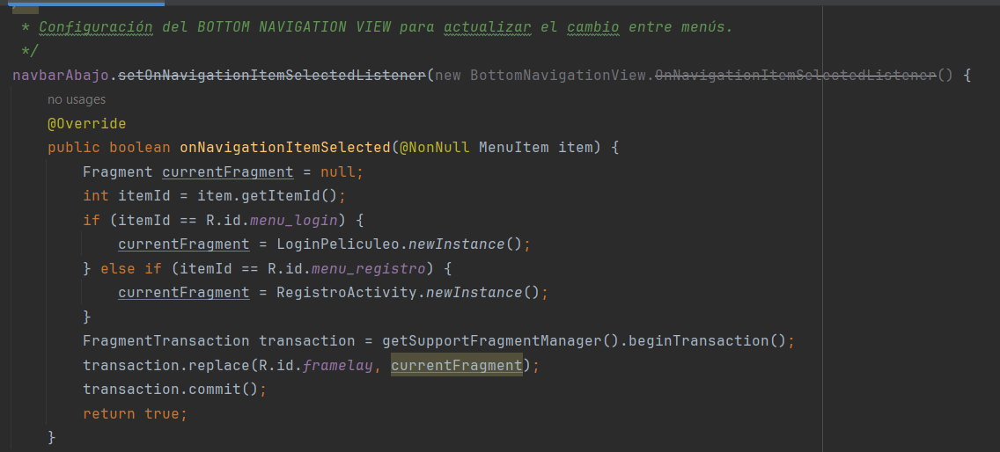 * Configuración del BOTTOM NAVIGATION VIEW para actualizar el cambio entre menús.
*/
navbarAbajo.setOnNavigationItemSelectedListener(new BottomNavigationView.OnNavigationItemSelectedListener() {
no usages
@Override
public boolean onNavigationItemSelected(@NonNull MenuItem item) {
Fragment currentFragment = null;
int itemId = item.getItemId();
if (itemId == R.id.menu_login) {
currentFragment = LoginPeliculeo.newInstance();
} else if (itemId == R.id.menu_registro) {
currentFragment = RegistroActivity.newInstance();
}
FragmentTransaction transaction = getSupportFragmentManager().beginTransaction();
transaction.replace(R.id.framelay, currentFragment);
transaction.commit();
return true;
}